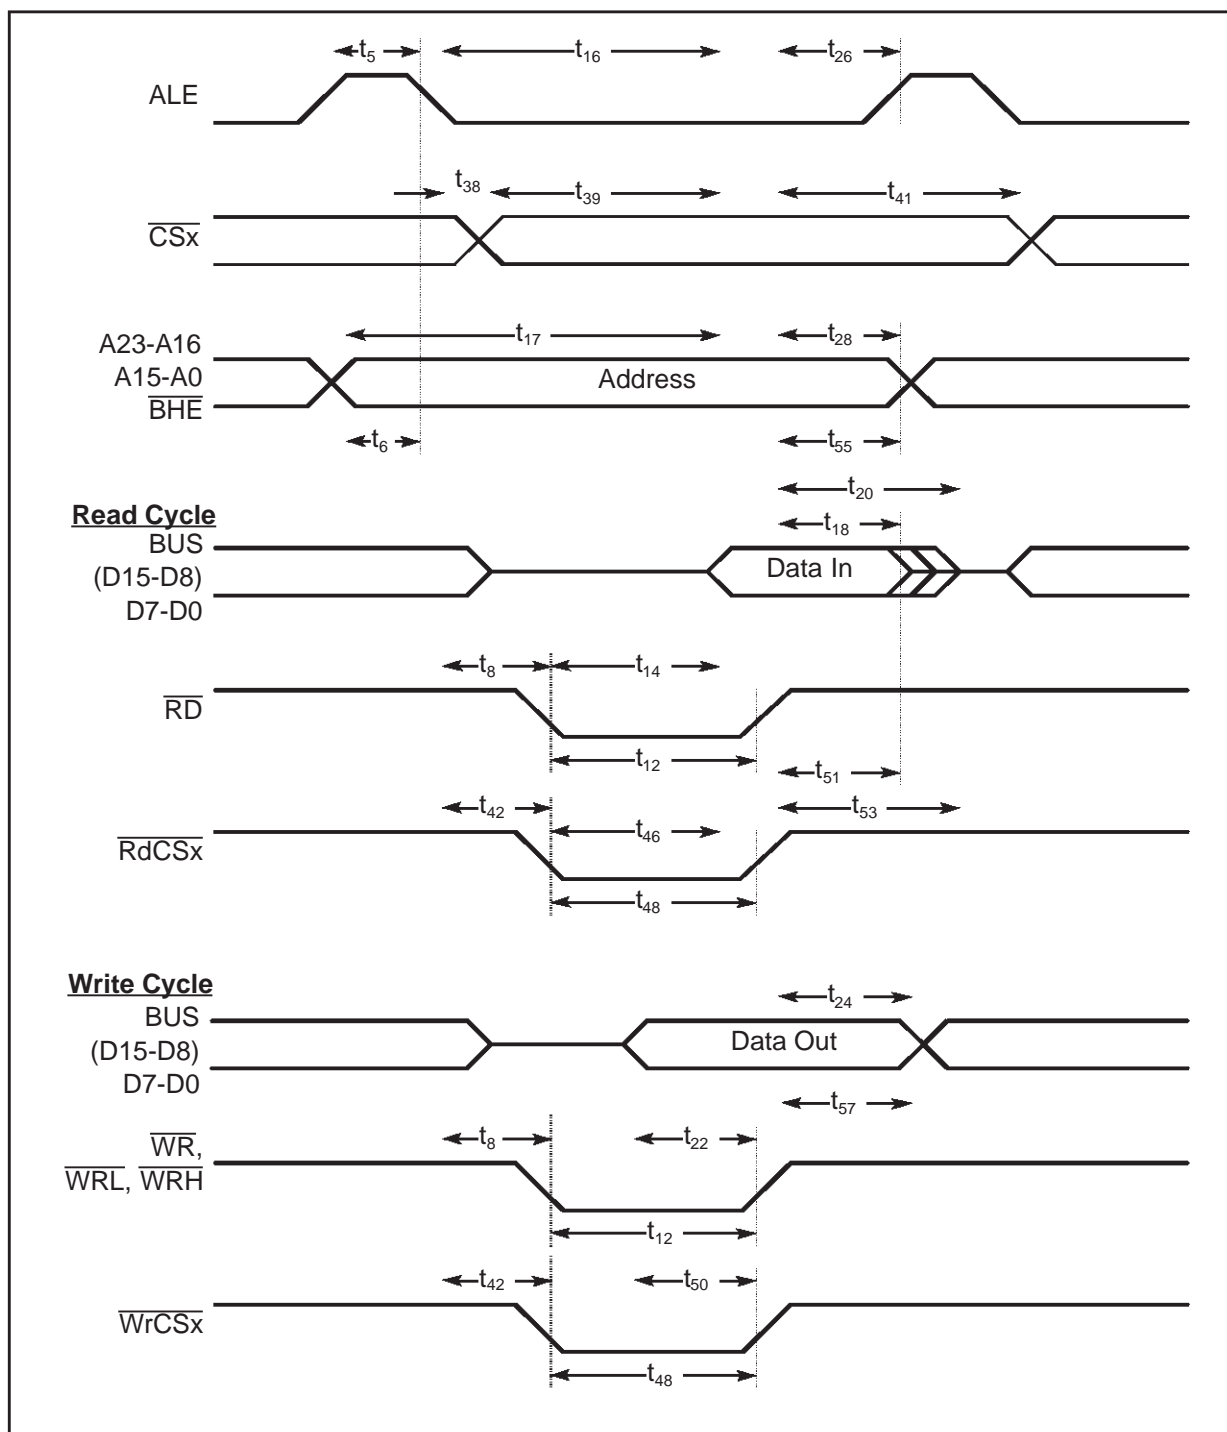 t5 t16 t26
ALE
t38 t39 t41
CSx
t17 t28
A23-A16
A15-A0 Address
BHE
t6 t55
t20
Read Cycle
t18
BUS
(D15-D8) Data In
D7-D0
t8 t14
RD
t12 t51
t42 t53
t46
RdCSx
t48
Write Cycle
t24
BUS
(D15-D8) Data Out
D7-D0
t57
t8 t22
WR,
WRL, WRH
t12
t42 t50
WrCSx
t48